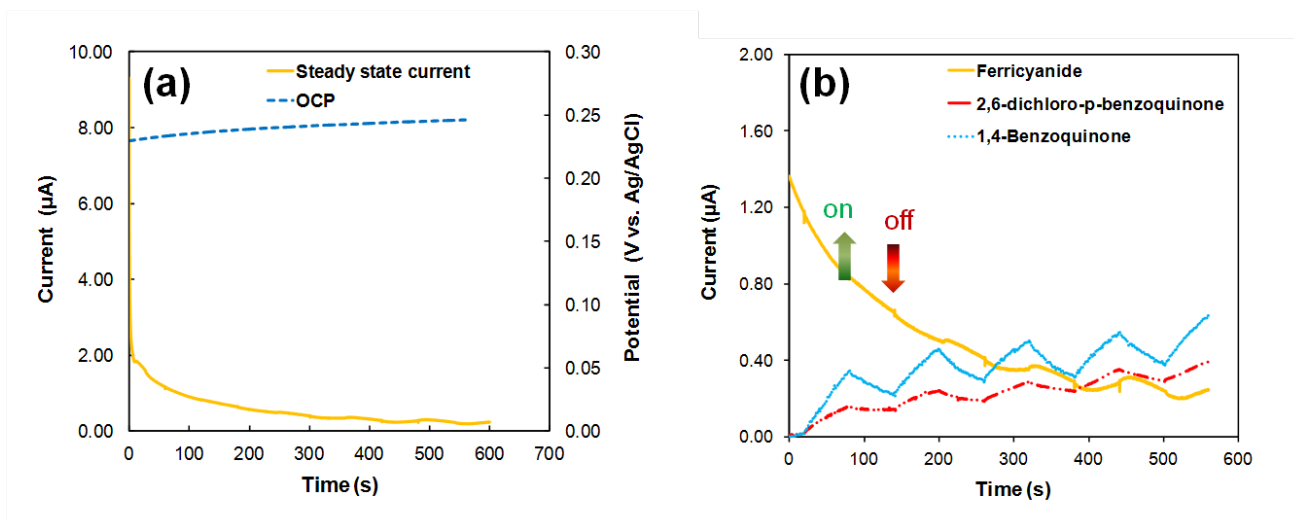 (a)
Steady state current
OCP
Current (µA)
10.00
8.00
6.00
4.00
2.00
0.00
0.30
0.25
0.20
0.15
0.10
0.05
0.00
Potential (V vs. Ag/AgCl)
0 100 200 300 400 500 600 700
Time (s)
(b)
Ferricyanide
2,6-dichloro-p-benzoquinone
1,4-Benzoquinone
on
off
Current (µA)
2.00
1.60
1.20
0.80
0.40
0.00
0 100 200 300 400 500 600
Time (s)